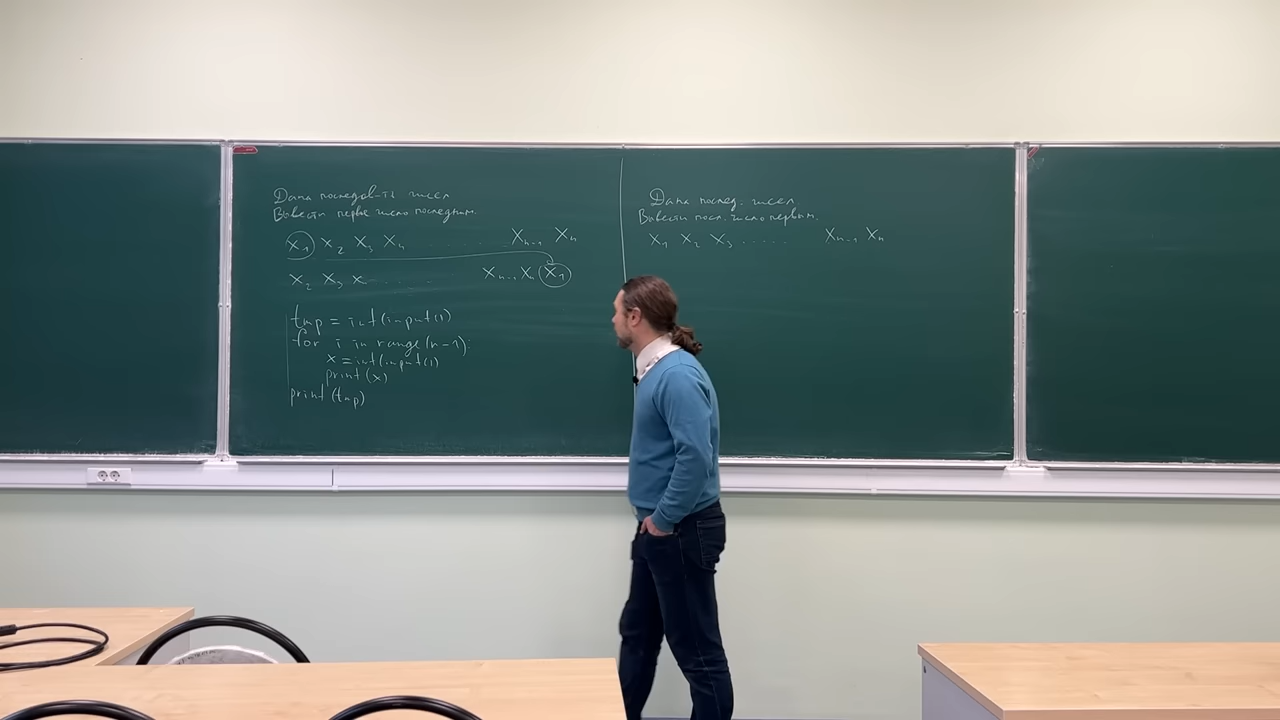 Дана последов-ть чисел
Вывести первое число последним.
x₁ x₂ x₃ x₄ ......... xₙ₋₁ xₙ
x₂ x₃ x ...... xₙ₋₁ xₙ x₁
tmp = int(input())
for i in range(n-1):
x = int(input())
print(x)
print(tmp)
Дана послед. чисел
Вывести посл. число первым.
x₁ x₂ x₃ ...... xₙ₋₁ xₙ